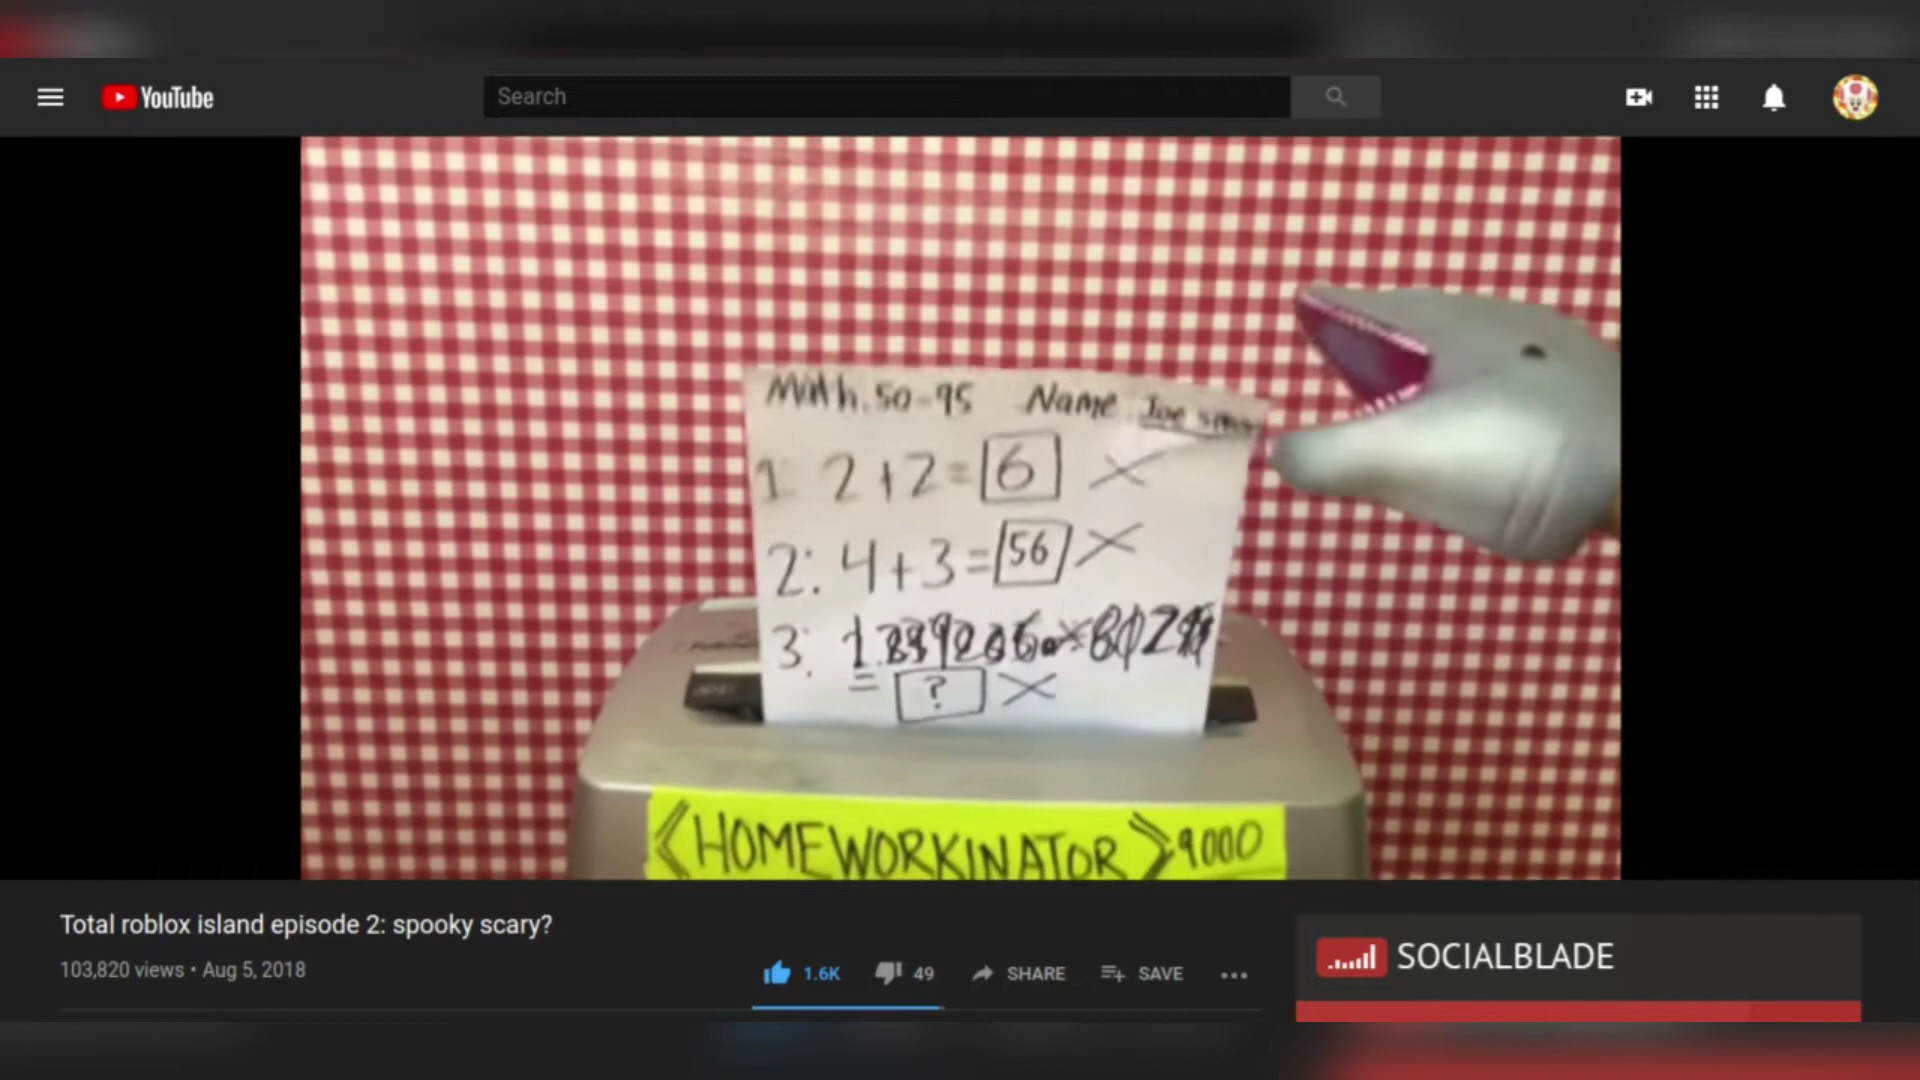 YouTube
Search
Math. 50-95 Name Joe
1: 2+2= 6 X
2: 4+3= 56 X
3:
= ? X
<HOMEWORKINATOR> 9000
Total roblox island episode 2: spooky scary?
103,820 views • Aug 5, 2018
1.6K 49 SHARE SAVE
SOCIALBLADE